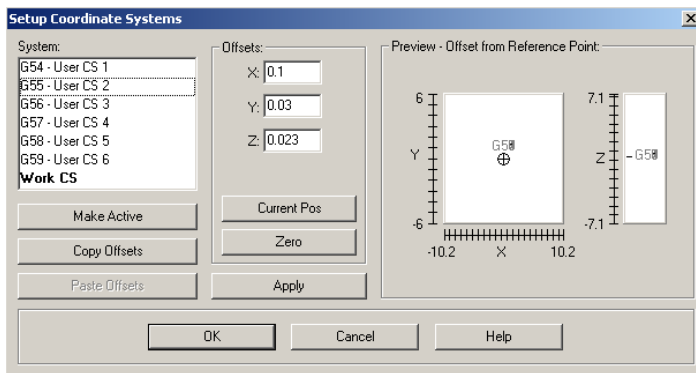 Setup Coordinate Systems
System:
G54 - User CS 1
G55 - User CS 2
G56 - User CS 3
G57 - User CS 4
G58 - User CS 5
G59 - User CS 6
Work CS
Make Active
Copy Offsets
Paste Offsets
Offsets:
X: 0.1
Y: 0.03
Z: 0.023
Current Pos
Zero
Apply
Preview - Offset from Reference Point:
6
Y
-6
-10.2
X
10.2
7.1
Z
-7.1
OK
Cancel
Help